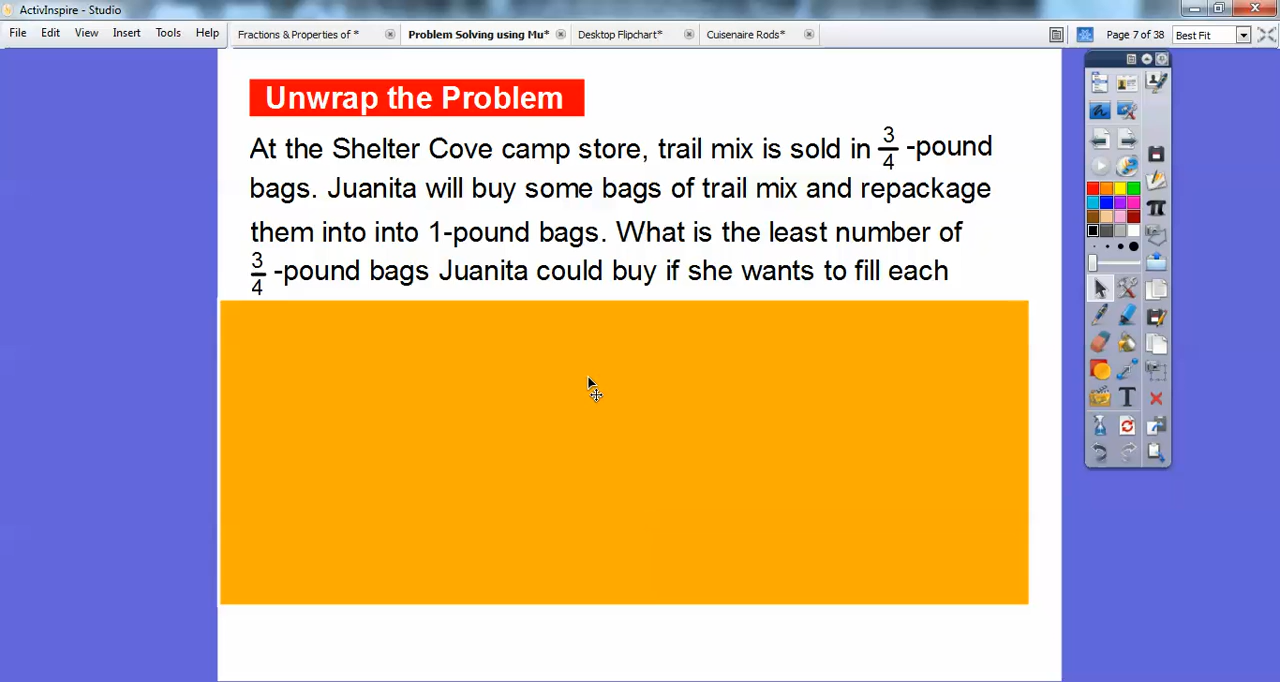 ActivInspire - Studio
File Edit View Insert Tools Help
Fractions & Properties of * Problem Solving using Mu* Desktop Flipchart* Cuisenaire Rods* Page 7 of 38 Best Fit
Unwrap the Problem
At the Shelter Cove camp store, trail mix is sold in 3/4 -pound
bags. Juanita will buy some bags of trail mix and repackage
them into into 1-pound bags. What is the least number of
3/4 -pound bags Juanita could buy if she wants to fill each